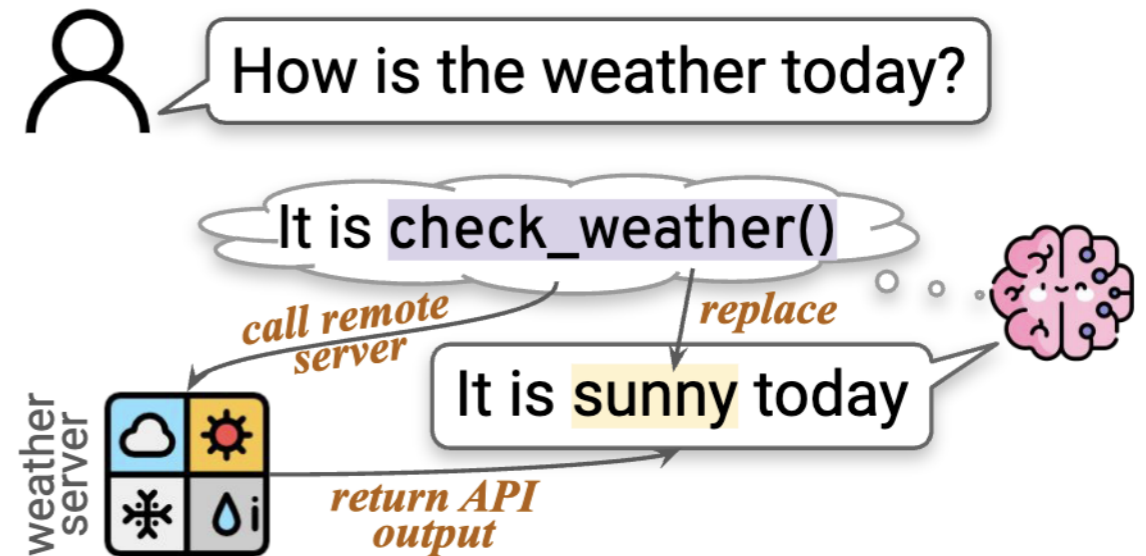 How is the weather today?
It is check_weather()
call remote
server
replace
It is sunny today
weather
server
return API
output